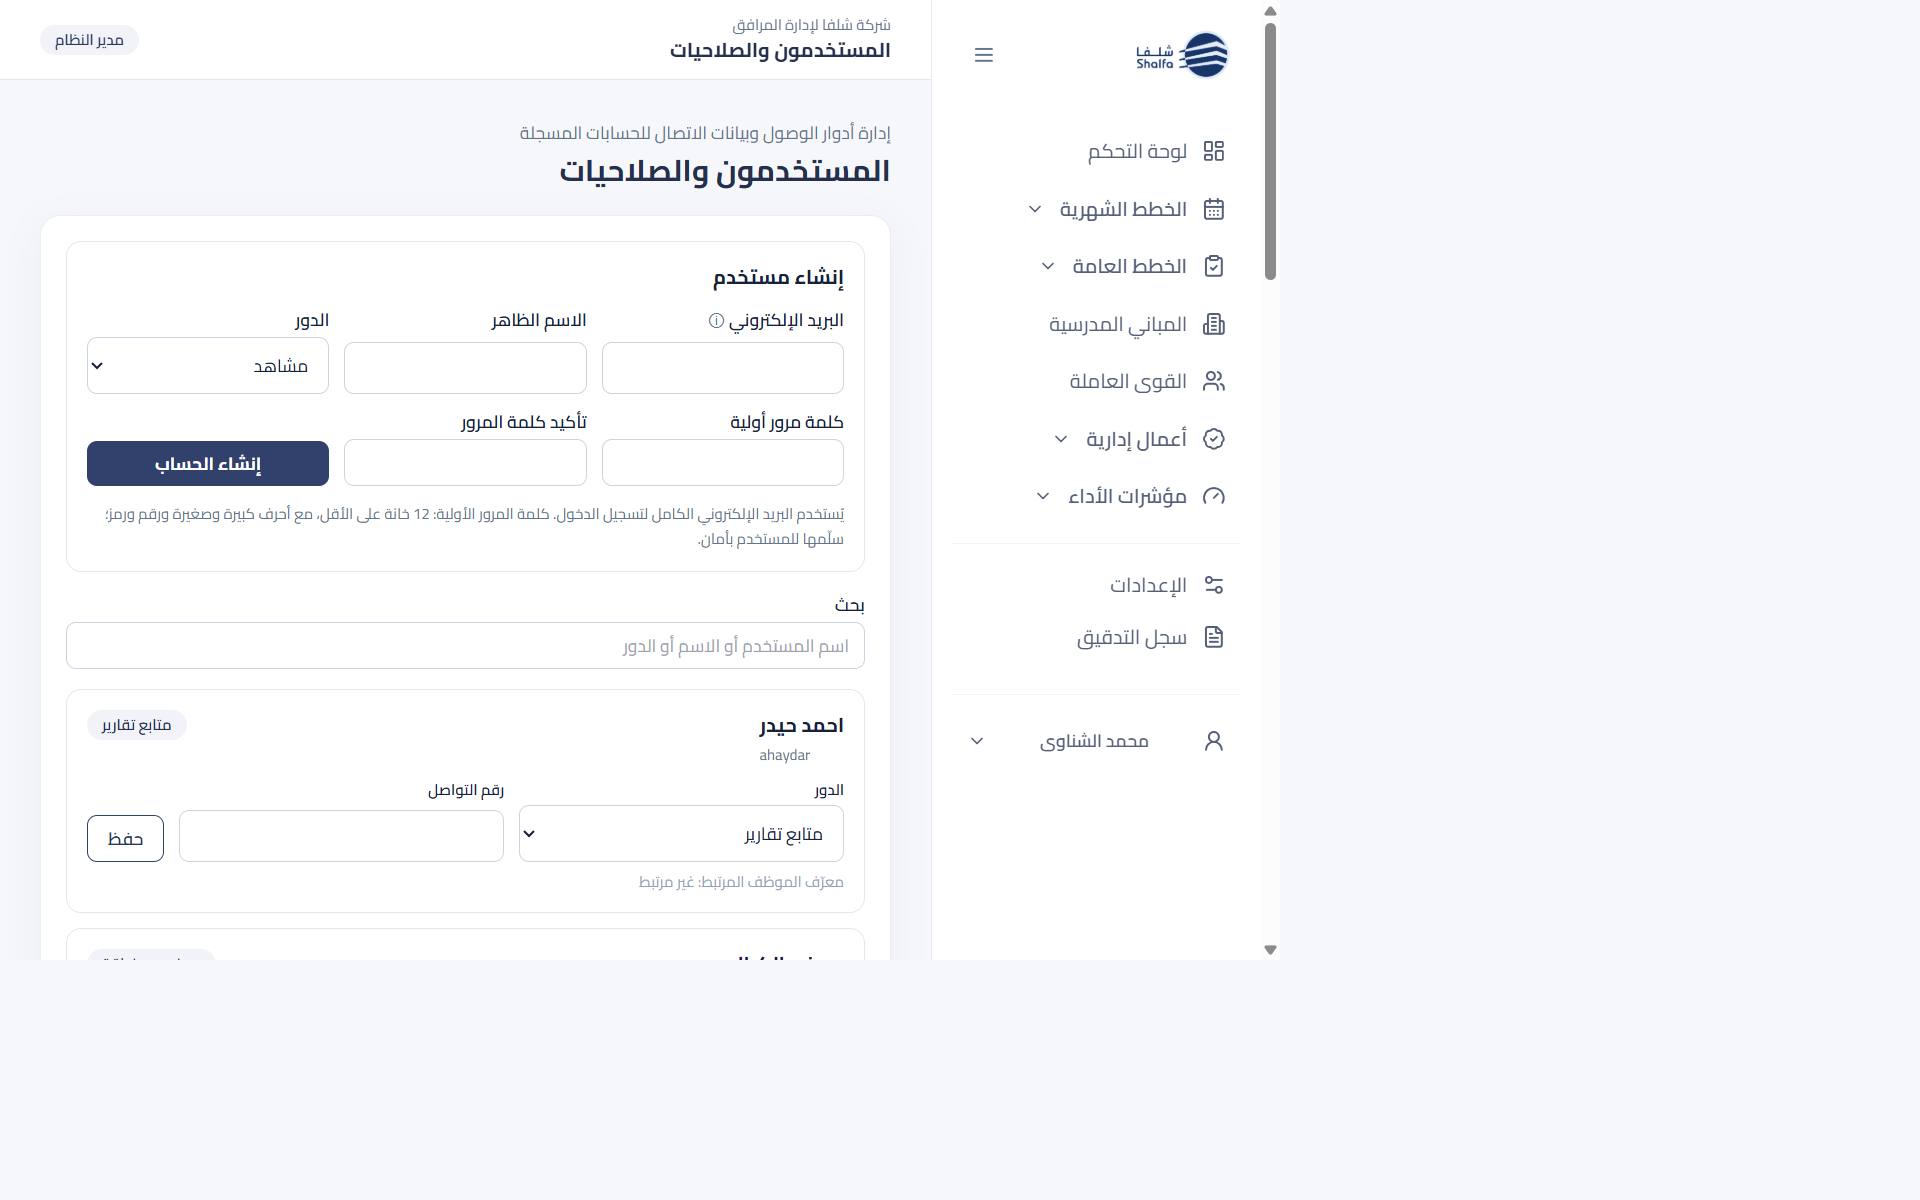 شلفا
Shalfa
لوحة التحكم
الخطط الشهرية
الخطط العامة
المباني المدرسية
القوى العاملة
أعمال إدارية
مؤشرات الأداء
الإعدادات
سجل التدقيق
محمد الشناوى
شركة شلفا لإدارة المرافق
المستخدمون والصلاحيات
مدير النظام
إدارة أدوار الوصول وبيانات الاتصال للحسابات المسجلة
المستخدمون والصلاحيات
إنشاء مستخدم
البريد الإلكتروني ⓘ
الاسم الظاهر
الدور
مشاهد
كلمة مرور أولية
تأكيد كلمة المرور
إنشاء الحساب
يُستخدم البريد الإلكتروني الكامل لتسجيل الدخول. كلمة المرور الأولية: 12 خانة على الأقل، مع أحرف كبيرة وصغيرة ورقم ورمز؛
سلّمها للمستخدم بأمان.
بحث
اسم المستخدم أو الاسم أو الدور
احمد حيدر
متابع تقارير
ahaydar
الدور
رقم التواصل
متابع تقارير
حفظ
معرّف الموظف المرتبط: غير مرتبط